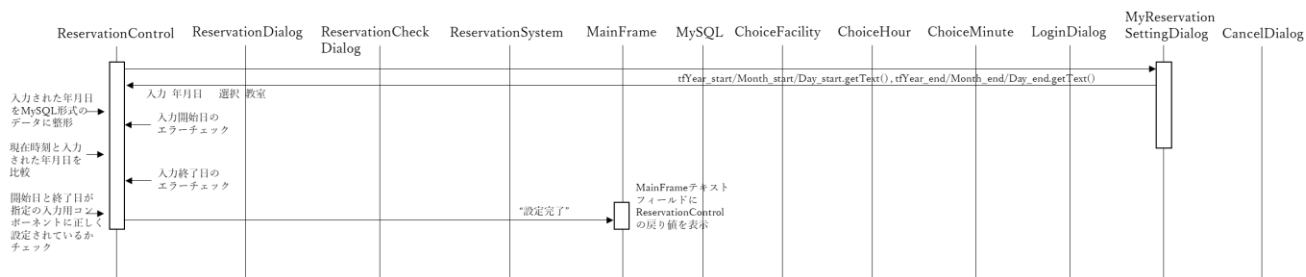 ReservationControl
ReservationDialog
ReservationCheck
Dialog
ReservationSystem
MainFrame
MySQL
ChoiceFacility
ChoiceHour
ChoiceMinute
LoginDialog
MyReservation
SettingDialog
CancelDialog
tfYear_start/Month_start/Day_start.getText() , tfYear_end/Month_end/Day_end.getText()
入力 年月日 選択 教室
入力された年月日
をMySQL形式の
データに整形
入力開始日の
エラーチェック
現在時刻と入力
された年月日を
比較
入力終了日の
エラーチェック
開始日と終了日が
指定の入力用コン
ポーネントに正しく
設定されているか
チェック
“設定完了”
MainFrameテキスト
フィールドに
ReservationControl
の戻り値を表示